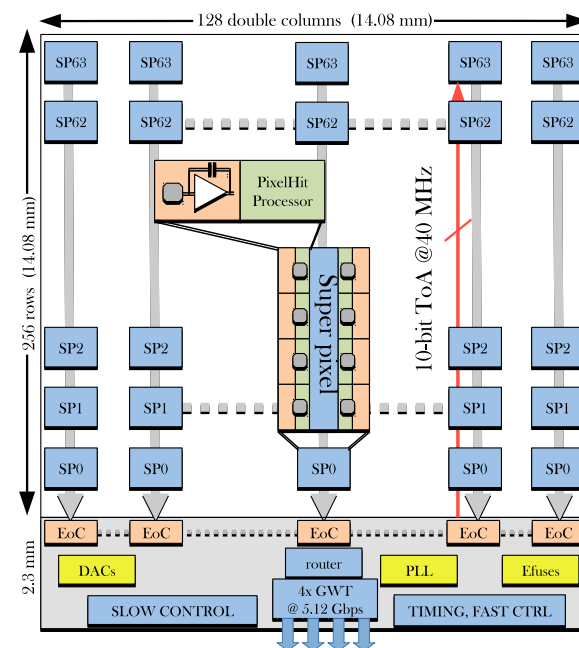 128 double columns (14.08 mm)
256 rows (14.08 mm)
SP63 SP63 SP63 SP63 SP63
SP62 SP62 SP62 SP62 SP62
PixelHit
Processor
10-bit ToA @40 MHz
Super pixel
SP2 SP2 SP2 SP2
SP1 SP1 SP1 SP1
SP0 SP0 SP0 SP0 SP0
EoC EoC EoC EoC EoC
2.3 mm
DACs
router
PLL
Efuses
4x GWT
@ 5.12 Gbps
SLOW CONTROL
TIMING, FAST CTRL